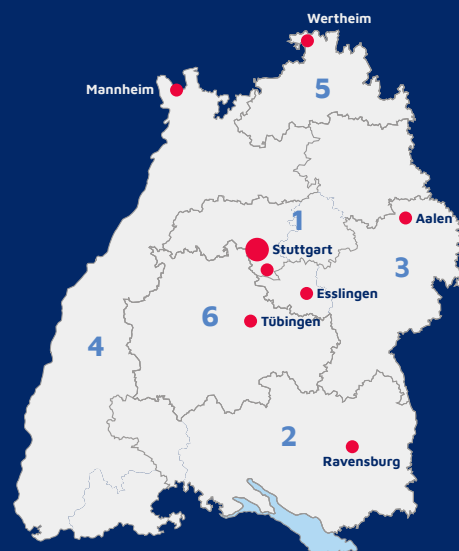 Wertheim
Mannheim
5
1
Aalen
Stuttgart
3
Esslingen
6
Tübingen
4
2
Ravensburg